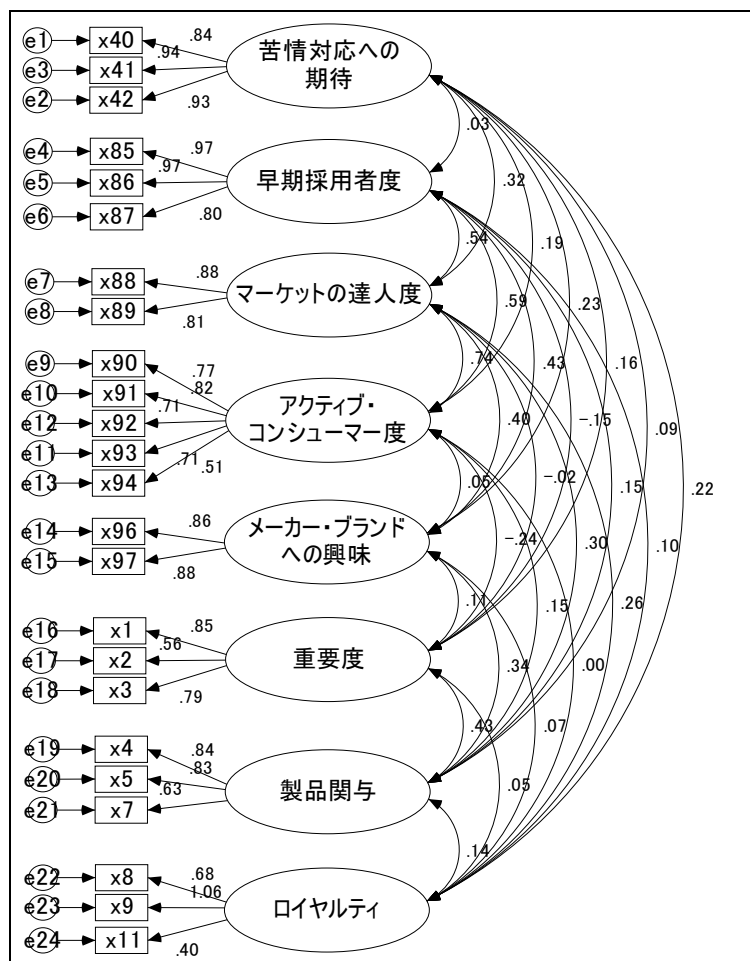 e1
x40
.84
e3
x41
.94
e2
x42
.93
苦情対応への
期待
.03
e4
x85
.97
e5
x86
.97
e6
x87
.80
早期採用者度
.32
.54
.19
e7
x88
.88
e8
x89
.81
マーケットの達人度
.59
.23
.74
.43
.16
e9
x90
.77
e10
x91
.82
e12
x92
.71
e11
x93
.71
e13
x94
.51
アクティブ・
コンシューマー度
.40
-.15
.09
.05
-.02
.15
.22
e14
x96
.86
e15
x97
.88
メーカー・ブランド
への興味
-.24
.30
.10
.11
.15
.26
e16
x1
.85
e17
x2
.56
e18
x3
.79
重要度
.34
.00
.43
.07
e19
x4
.84
e20
x5
.83
e21
x7
.63
製品関与
.05
.14
e22
x8
.68
e23
x9
1.06
e24
x11
.40
ロイヤルティ